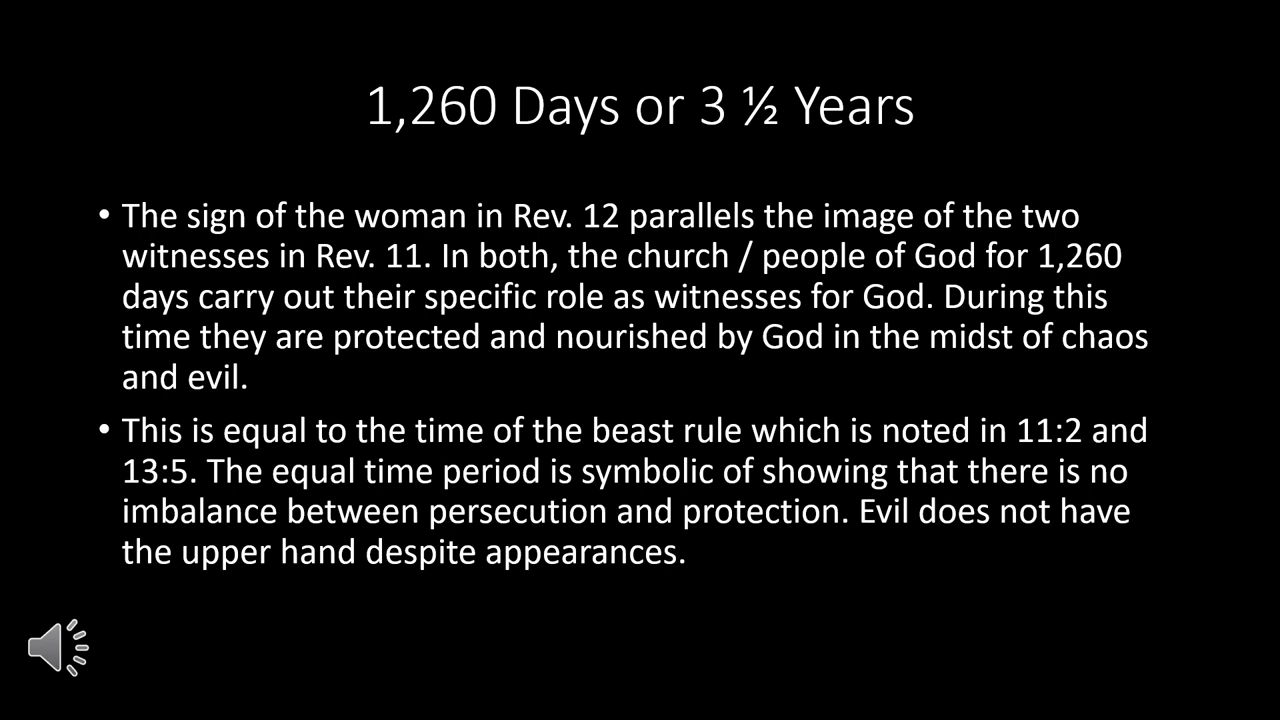 1,260 Days or 3 ½ Years
• The sign of the woman in Rev. 12 parallels the image of the two
witnesses in Rev. 11. In both, the church / people of God for 1,260
days carry out their specific role as witnesses for God. During this
time they are protected and nourished by God in the midst of chaos
and evil.
• This is equal to the time of the beast rule which is noted in 11:2 and
13:5. The equal time period is symbolic of showing that there is no
imbalance between persecution and protection. Evil does not have
the upper hand despite appearances.